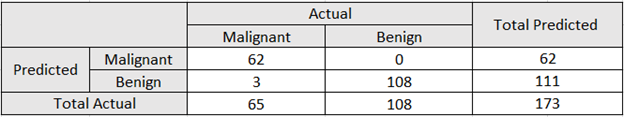 Actual Total Predicted
Malignant Benign
Predicted Malignant 62 0 62
Benign 3 108 111
Total Actual 65 108 173